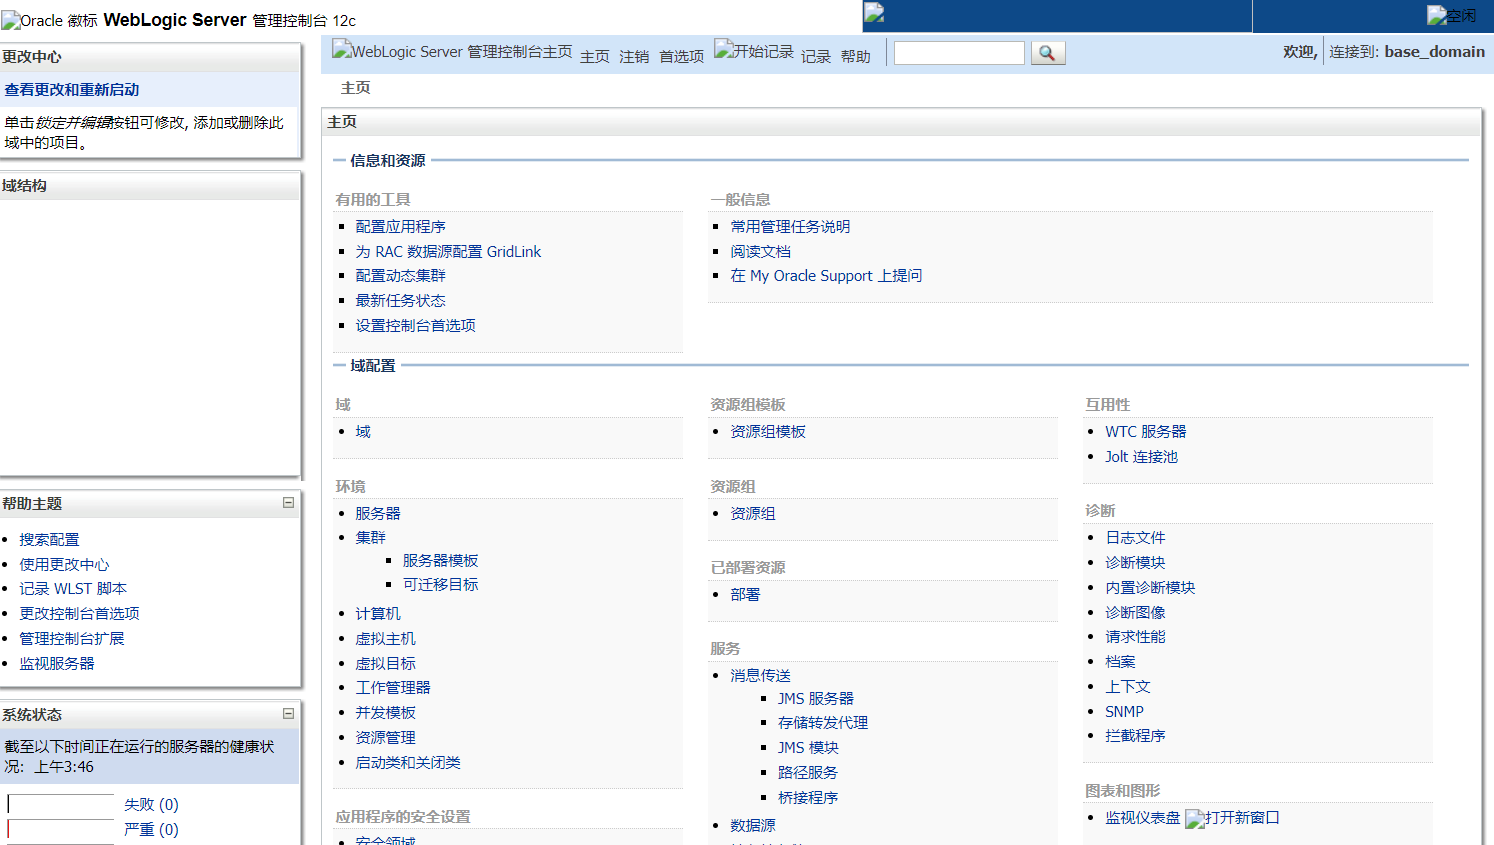 Oracle 徽标 WebLogic Server 管理控制台 12c
空闲
更改中心
查看更改和重新启动
单击锁定并编辑按钮可修改, 添加或删除此
域中的项目。
域结构
帮助主题
搜索配置
使用更改中心
记录 WLST 脚本
更改控制台首选项
管理控制台扩展
监视服务器
系统状态
截至以下时间正在运行的服务器的健康状
况: 上午3:46
失败 (0)
严重 (0)
WebLogic Server 管理控制台主页 主页 注销 首选项 开始记录 记录 帮助
欢迎, 连接到: base_domain
主页
主页
信息和资源
有用的工具
配置应用程序
为 RAC 数据源配置 GridLink
配置动态集群
最新任务状态
设置控制台首选项
一般信息
常用管理任务说明
阅读文档
在 My Oracle Support 上提问
域配置
域
域
环境
服务器
集群
服务器模板
可迁移目标
计算机
虚拟主机
虚拟目标
工作管理器
并发模板
资源管理
启动类和关闭类
应用程序的安全设置
安全领域
资源组模板
资源组模板
资源组
资源组
已部署资源
部署
服务
消息传送
JMS 服务器
存储转发代理
JMS 模块
路径服务
桥接程序
数据源
互用性
WTC 服务器
Jolt 连接池
诊断
日志文件
诊断模块
内置诊断模块
诊断图像
请求性能
档案
上下文
SNMP
拦截程序
图表和图形
监视仪表盘 打开新窗口